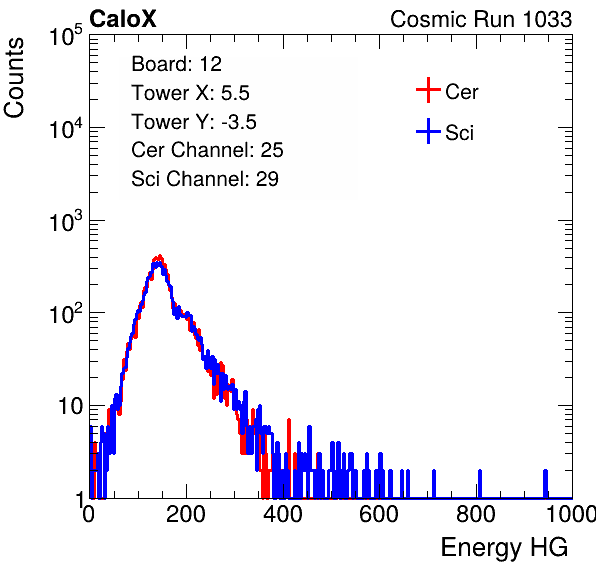 CaloX Cosmic Run 1033
Counts
10^5
10^4
10^3
10^2
10
1
Board: 12
Tower X: 5.5
Tower Y: -3.5
Cer Channel: 25
Sci Channel: 29
Cer
Sci
0 200 400 600 800 1000
Energy HG